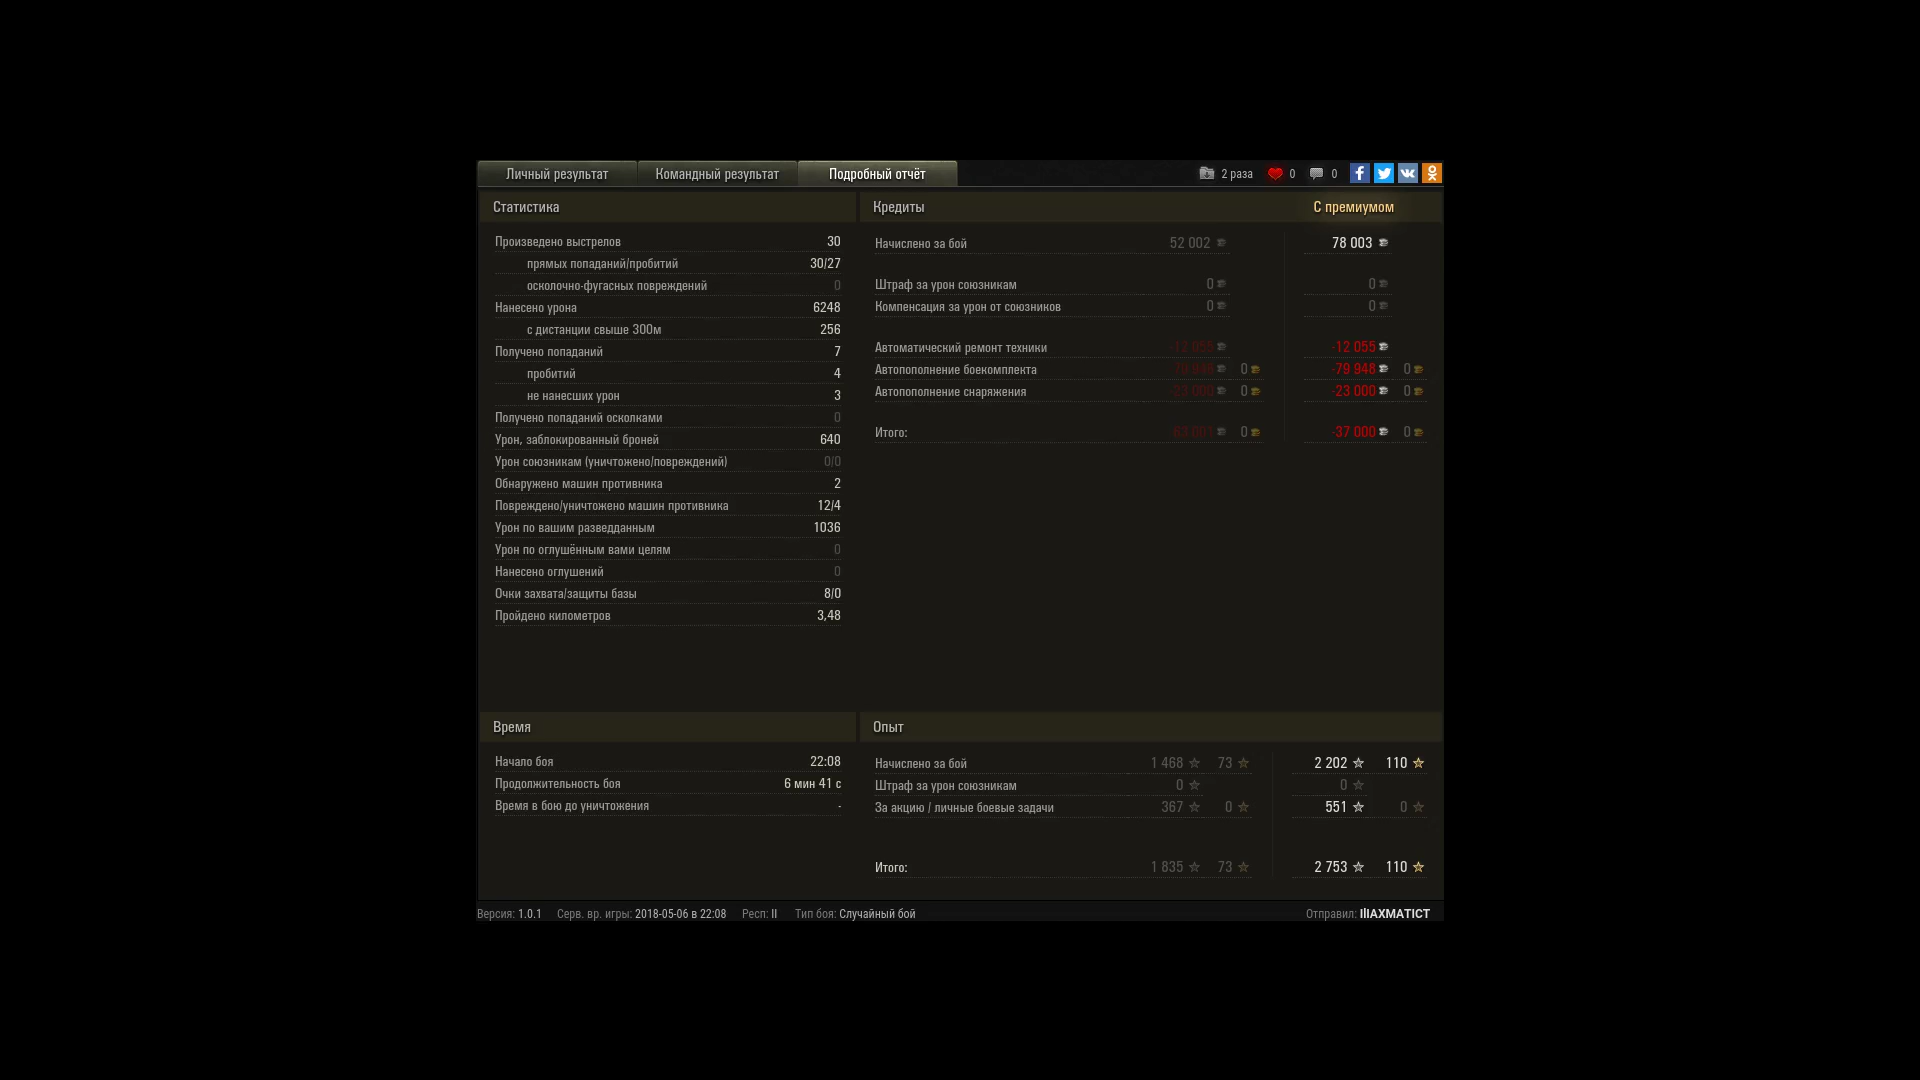 Личный результат Командный результат Подробный отчёт 2 раза 0 0
Статистика
Произведено выстрелов 30
прямых попаданий/пробитий 30/27
осколочно-фугасных повреждений 0
Нанесено урона 6248
с дистанции свыше 300м 256
Получено попаданий 7
пробитий 4
не нанесших урон 3
Получено попаданий осколками 0
Урон, заблокированный броней 640
Урон союзникам (уничтожено/повреждений) 0/0
Обнаружено машин противника 2
Повреждено/уничтожено машин противника 12/4
Урон по вашим разведданным 1036
Урон по оглушённым вами целям 0
Нанесено оглушений 0
Очки захвата/защиты базы 8/0
Пройдено километров 3,48
Кредиты С премиумом
Начислено за бой 52 002 78 003
Штраф за урон союзникам 0 0
Компенсация за урон от союзников 0 0
Автоматический ремонт техники -12 055 -12 055
Автопополнение боекомплекта -79 948 0 -79 948 0
Автопополнение снаряжения -23 000 0 -23 000 0
Итого: 0 -37 000 0
Время
Начало боя 22:08
Продолжительность боя 6 мин 41 с
Время в бою до уничтожения -
Опыт
Начислено за бой 1 468 73 2 202 110
Штраф за урон союзникам 0 0
За акцию / личные боевые задачи 367 0 551 0
Итого: 1 835 73 2 753 110
Версия: 1.0.1 Серв. вр. игры: 2018-05-06 в 22:08 Респ: II Тип боя: Случайный бой Отправил: IlIAXMATICT